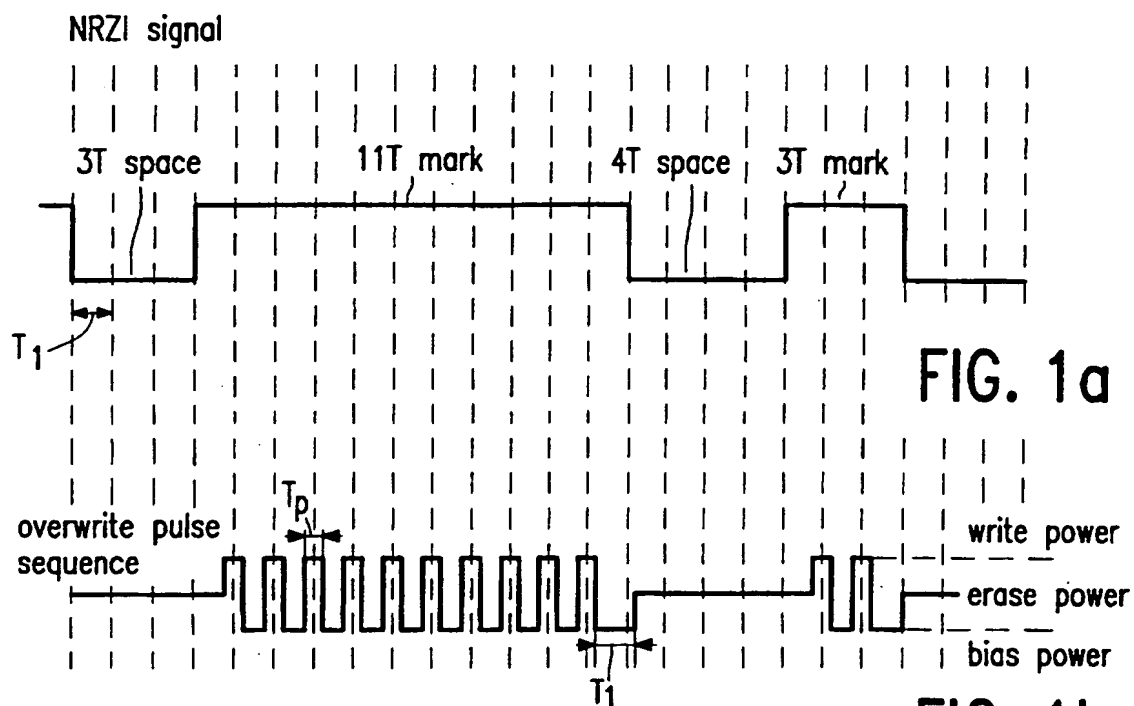 NRZI signal
3T space
11T mark
4T space
3T mark
T1
FIG. 1a
Tp
overwrite pulse
sequence
write power
erase power
bias power
T1